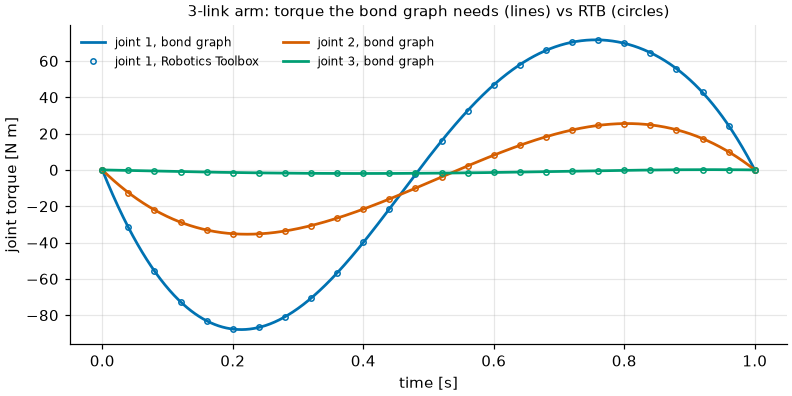 3-link arm: torque the bond graph needs (lines) vs RTB (circles)
joint 1, bond graph
joint 1, Robotics Toolbox
joint 2, bond graph
joint 3, bond graph
joint torque [N m]
60
40
20
0
−20
−40
−60
−80
0.0 0.2 0.4 0.6 0.8 1.0
time [s]